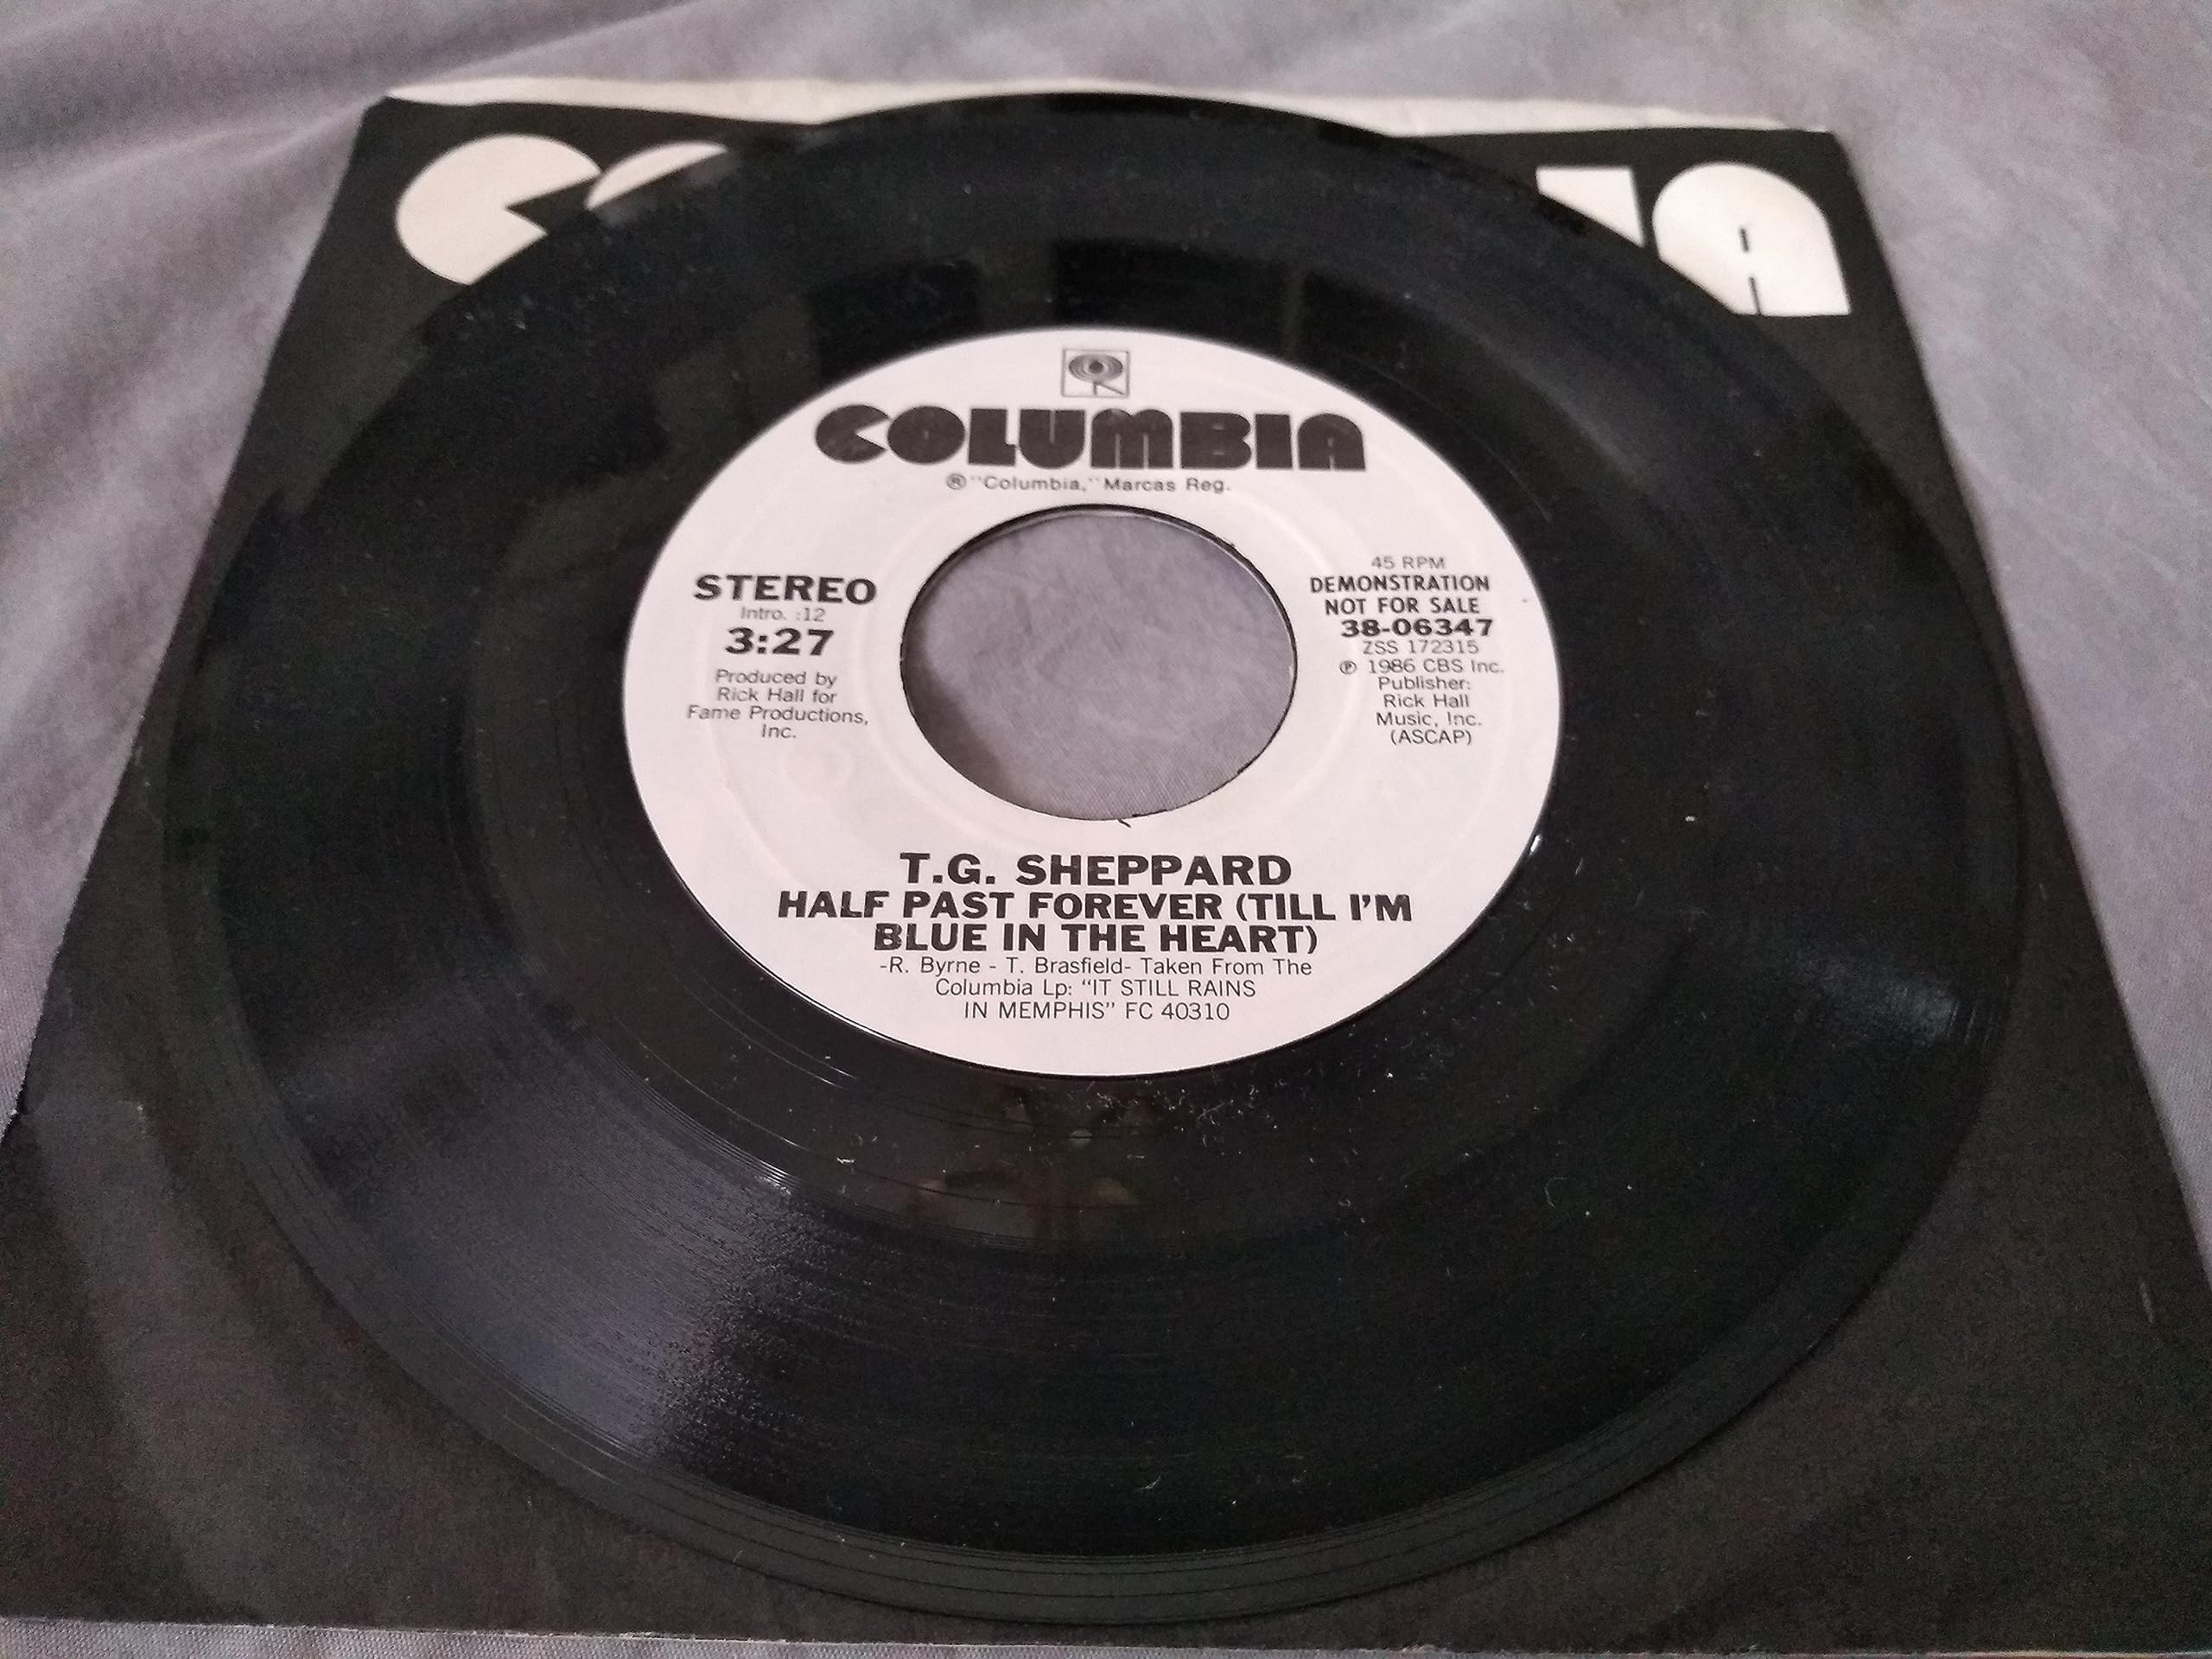 COLUMBIA
® "Columbia," Marcas Reg.
STEREO
Intro. :12
3:27
Produced by
Rick Hall for
Fame Productions,
Inc.
45 RPM
DEMONSTRATION
NOT FOR SALE
38-06347
ZSS 172315
℗ 1986 CBS Inc.
Publisher:
Rick Hall
Music, Inc.
(ASCAP)
T.G. SHEPPARD
HALF PAST FOREVER (TILL I'M
BLUE IN THE HEART)
-R. Byrne - T. Brasfield- Taken From The
Columbia Lp: "IT STILL RAINS
IN MEMPHIS" FC 40310